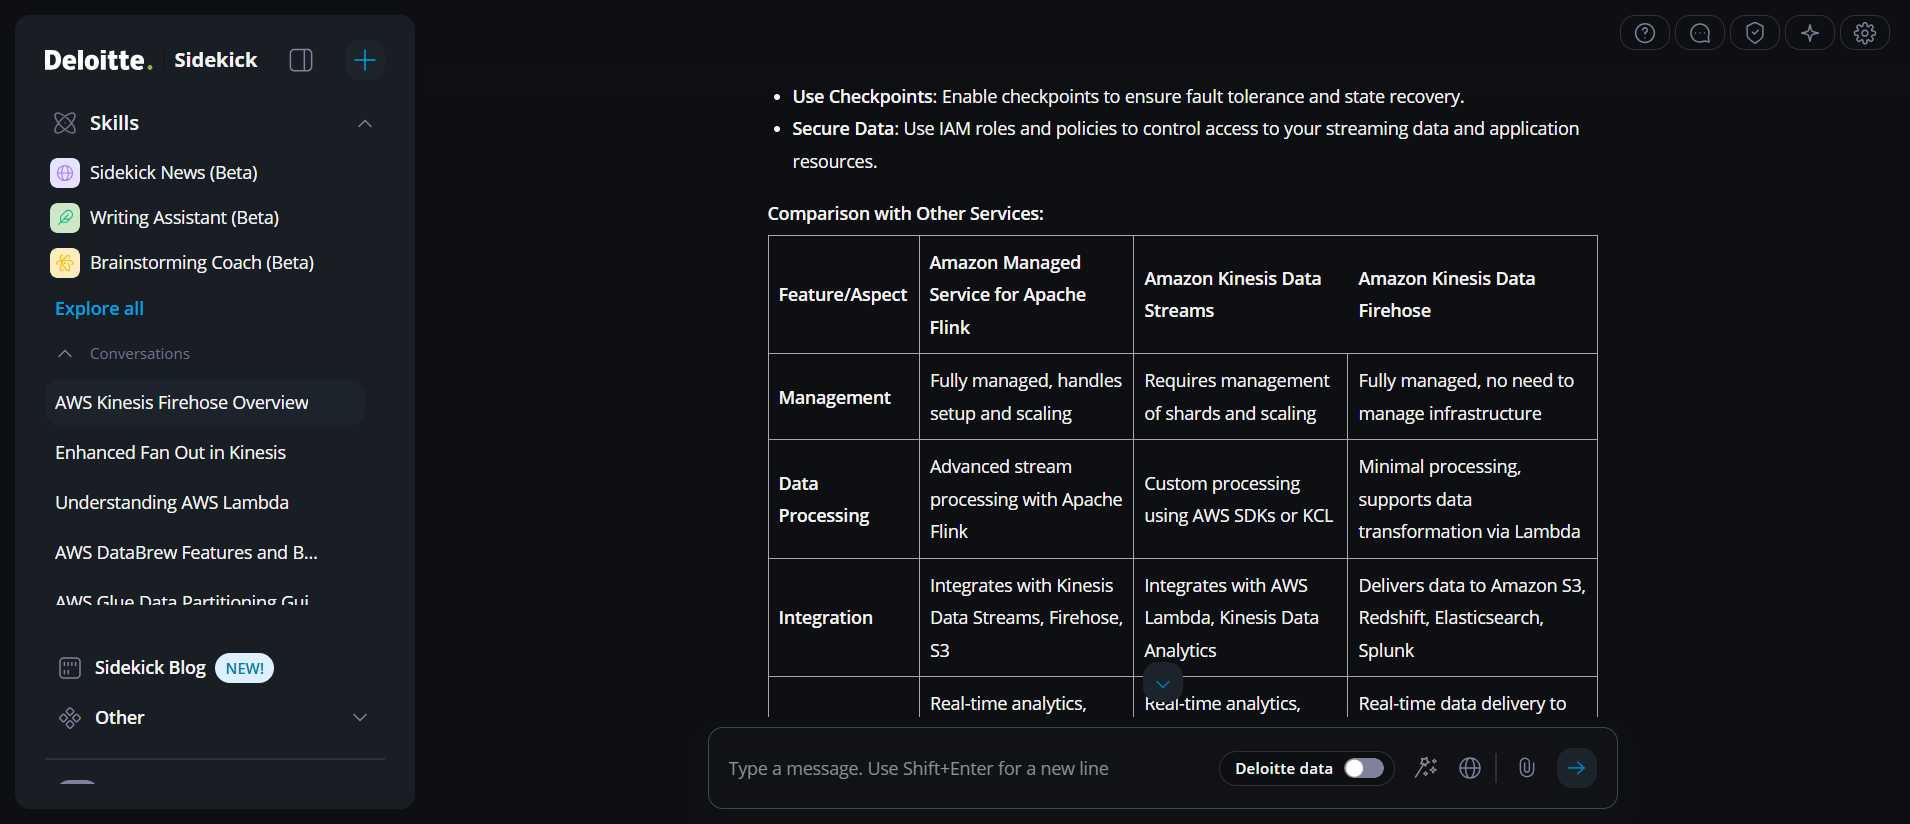 Deloitte.
Sidekick
Skills
Sidekick News (Beta)
Writing Assistant (Beta)
Brainstorming Coach (Beta)
Explore all
Conversations
AWS Kinesis Firehose Overview
Enhanced Fan Out in Kinesis
Understanding AWS Lambda
AWS DataBrew Features and B...
AWS Glue Data Partitioning Gui
Sidekick Blog
NEW!
Other
Use Checkpoints: Enable checkpoints to ensure fault tolerance and state recovery.
Secure Data: Use IAM roles and policies to control access to your streaming data and application
resources.
Comparison with Other Services:
Feature/Aspect
Amazon Managed
Service for Apache
Flink
Amazon Kinesis Data
Streams
Amazon Kinesis Data
Firehose
Management
Fully managed, handles
setup and scaling
Requires management
of shards and scaling
Fully managed, no need to
manage infrastructure
Data
Processing
Advanced stream
processing with Apache
Flink
Custom processing
using AWS SDKs or KCL
Minimal processing,
supports data
transformation via Lambda
Integration
Integrates with Kinesis
Data Streams, Firehose,
S3
Integrates with AWS
Lambda, Kinesis Data
Analytics
Delivers data to Amazon S3,
Redshift, Elasticsearch,
Splunk
Real-time analytics,
Real-time analytics,
Real-time data delivery to
Type a message. Use Shift+Enter for a new line
Deloitte data